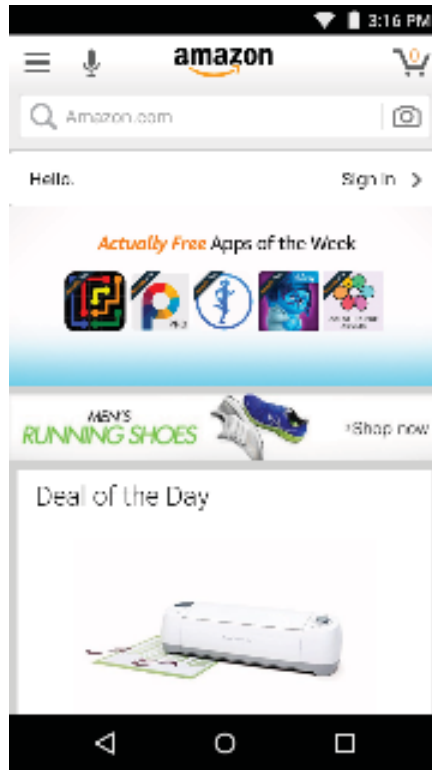 3:16 PM
amazon
0
Amazon.com
Hello. Sign In
Actually Free Apps of the Week
PRO
MEN'S
RUNNING SHOES
+Shop now
Deal of the Day